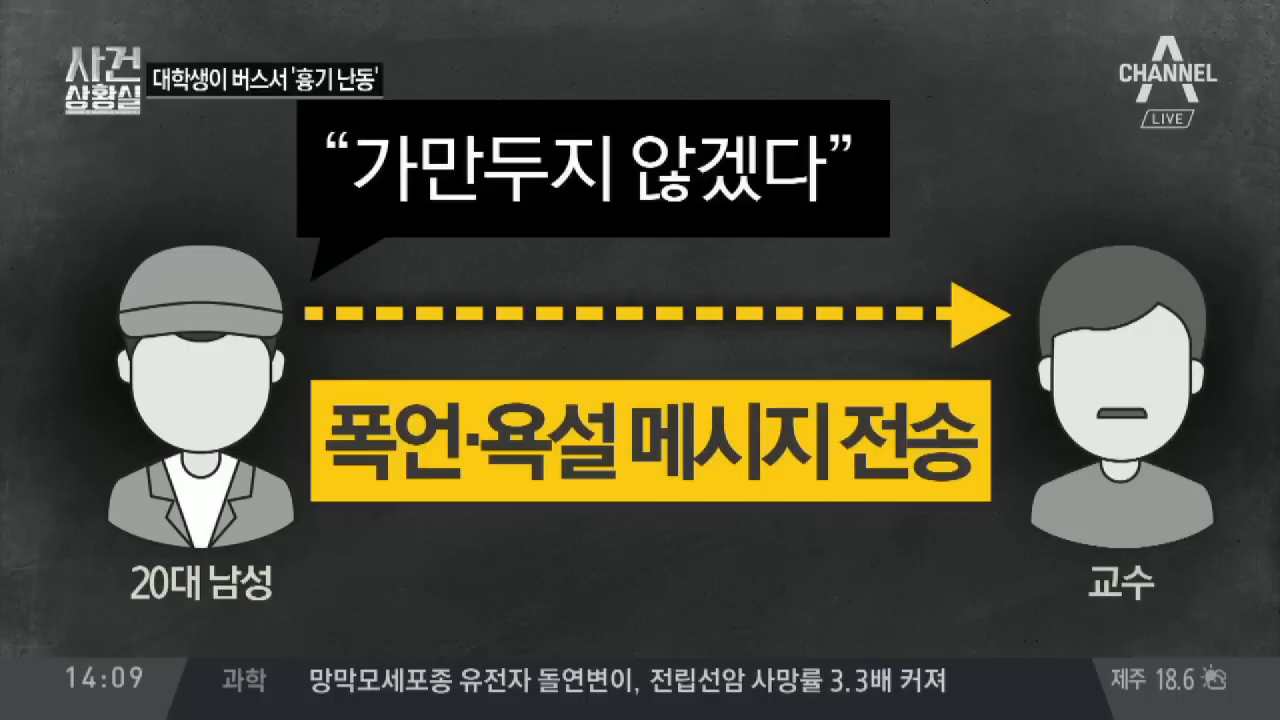 사건
상황실
대학생이 버스서 '흉기 난동'
CHANNEL A
LIVE
“가만두지 않겠다”
폭언·욕설 메시지 전송
20대 남성
교수
14:09
과학 망막모세포종 유전자 돌연변이, 전립선암 사망률 3.3배 커져
제주 18.6